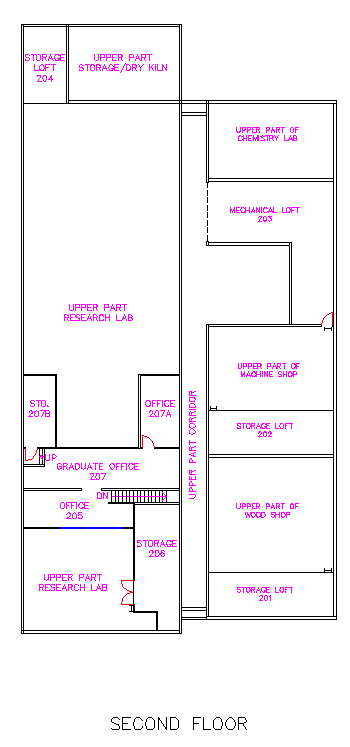 STORAGE
LOFT
204
UPPER PART
STORAGE/DRY KILN
UPPER PART OF
CHEMISTRY LAB
MECHANICAL LOFT
203
UPPER PART
RESEARCH LAB
UPPER PART OF
MACHINE SHOP
STO.
207B
OFFICE
207A
UPPER PART CORRIDOR
STORAGE LOFT
202
UP
GRADUATE OFFICE
207
DN
OFFICE
205
UPPER PART OF
WOOD SHOP
STORAGE
206
UPPER PART
RESEARCH LAB
STORAGE LOFT
201
SECOND FLOOR